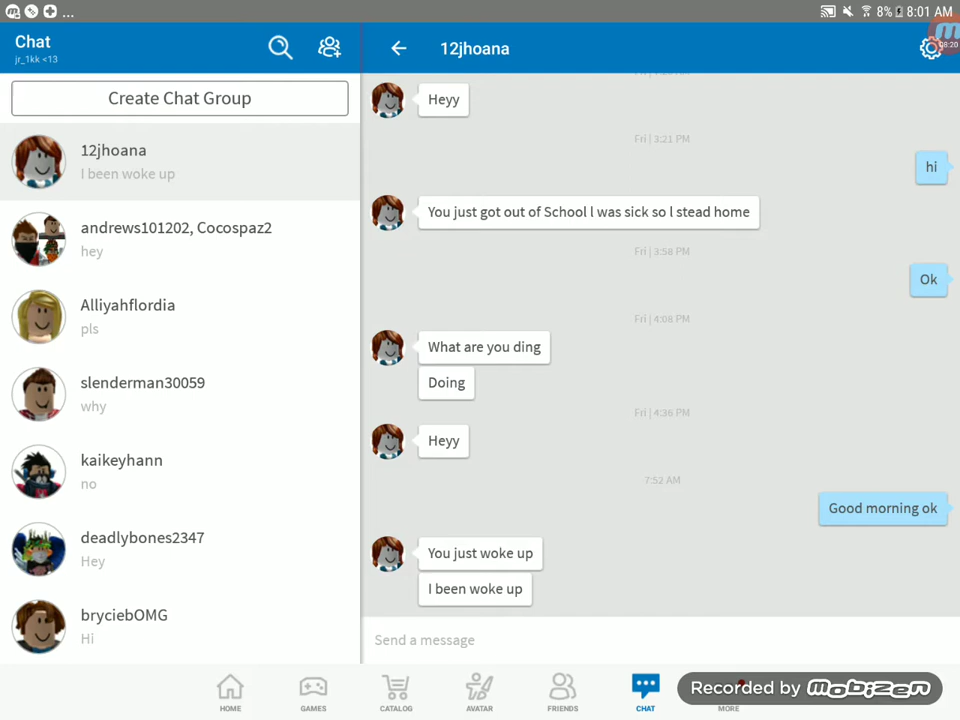 ... 8% 8:01 AM
Chat
jr_1kk <13
12jhoana
08:20
Create Chat Group
12jhoana
I been woke up
andrews101202, Cocospaz2
hey
Alliyahflordia
pls
slenderman30059
why
kaikeyhann
no
deadlybones2347
Hey
bryciebOMG
Hi
Heyy
Fri | 3:21 PM
hi
You just got out of School l was sick so l stead home
Fri | 3:58 PM
Ok
Fri | 4:08 PM
What are you ding
Doing
Fri | 4:36 PM
Heyy
7:52 AM
Good morning ok
You just woke up
I been woke up
Send a message
HOME GAMES CATALOG AVATAR FRIENDS CHAT MORE
Recorded by mobizen